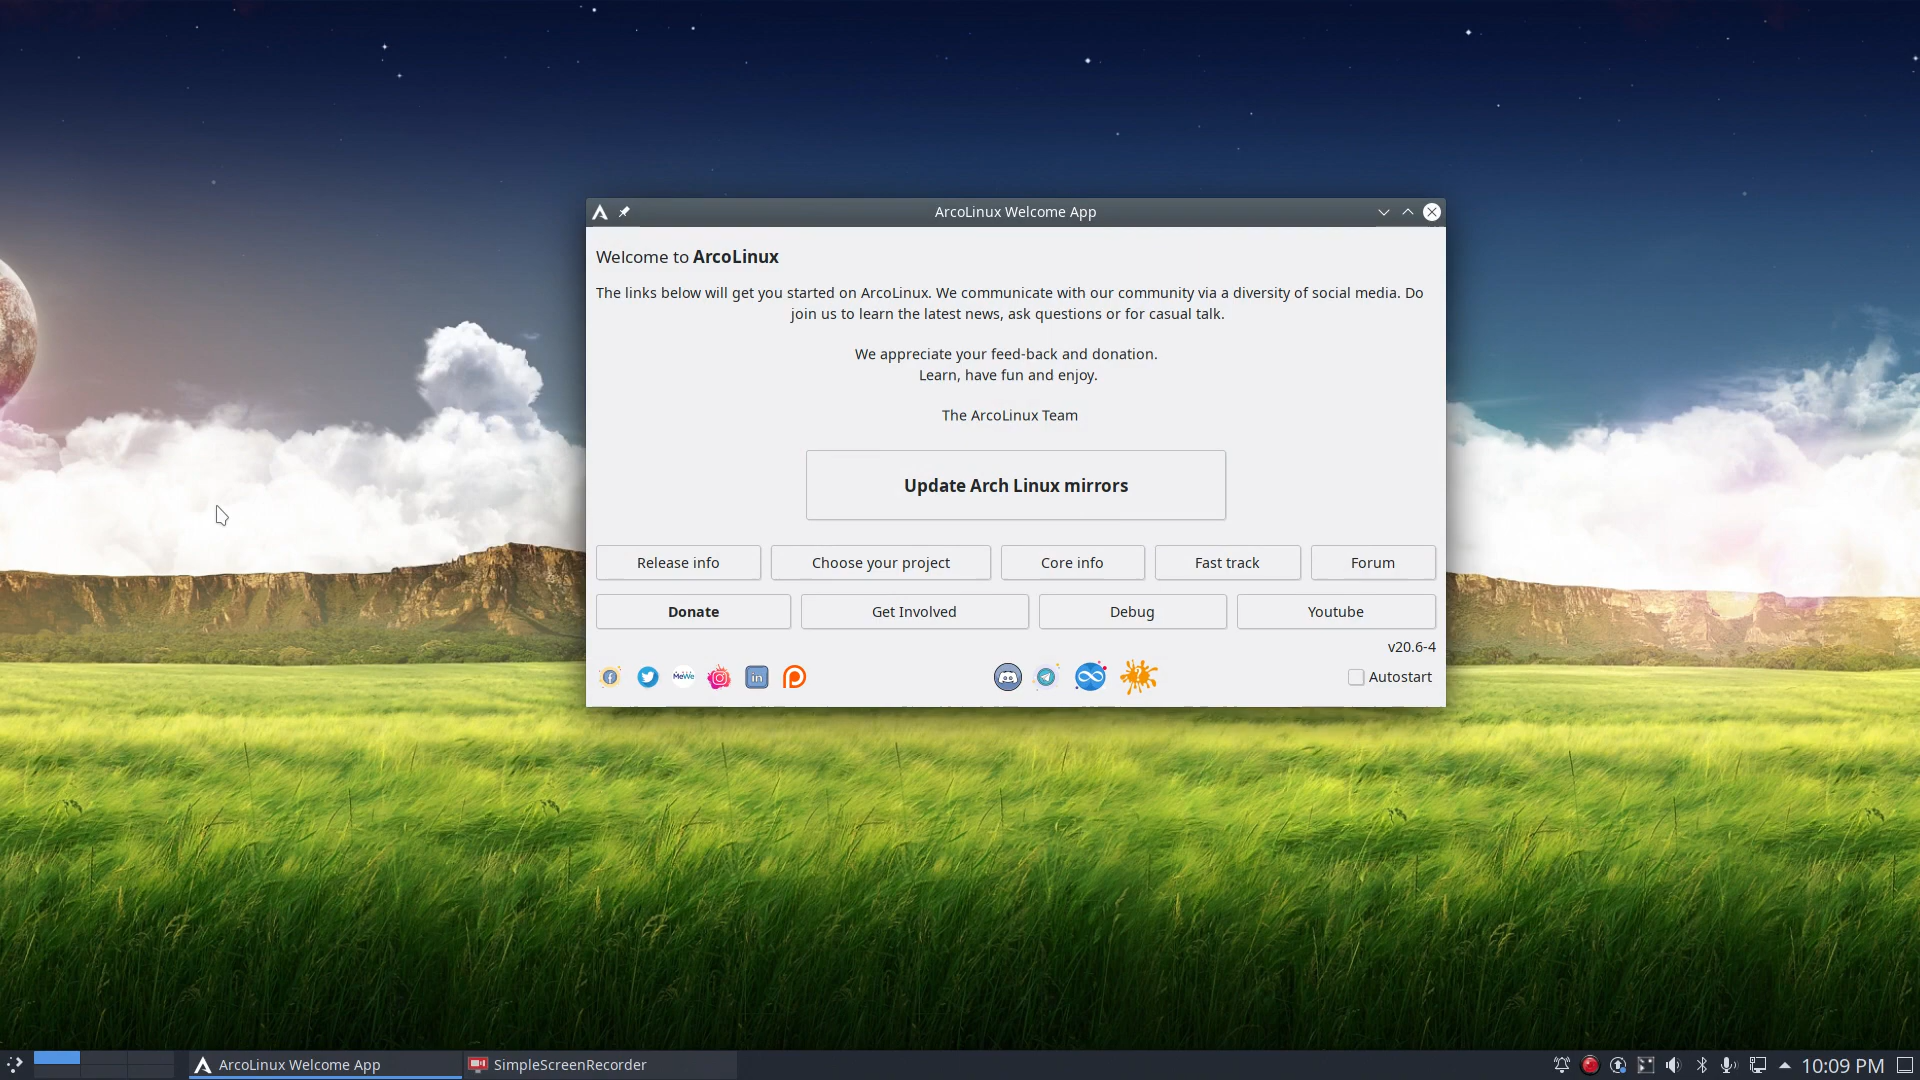 ArcoLinux Welcome App
Welcome to ArcoLinux
The links below will get you started on ArcoLinux. We communicate with our community via a diversity of social media. Do
join us to learn the latest news, ask questions or for casual talk.
We appreciate your feed-back and donation.
Learn, have fun and enjoy.
The ArcoLinux Team
Update Arch Linux mirrors
Release info
Choose your project
Core info
Fast track
Forum
Donate
Get Involved
Debug
Youtube
v20.6-4
MeWe
in
Autostart
ArcoLinux Welcome App
SimpleScreenRecorder
10:09 PM